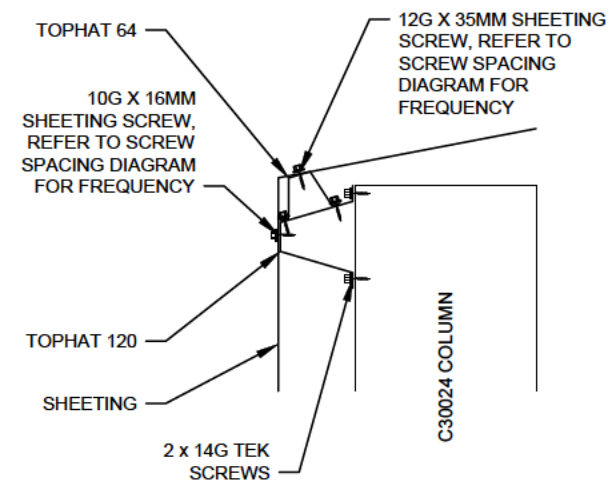 TOPHAT 64
12G X 35MM SHEETING
SCREW, REFER TO
SCREW SPACING
DIAGRAM FOR
FREQUENCY
10G X 16MM
SHEETING SCREW,
REFER TO SCREW
SPACING DIAGRAM
FOR FREQUENCY
TOPHAT 120
SHEETING
2 x 14G TEK
SCREWS
C30024 COLUMN